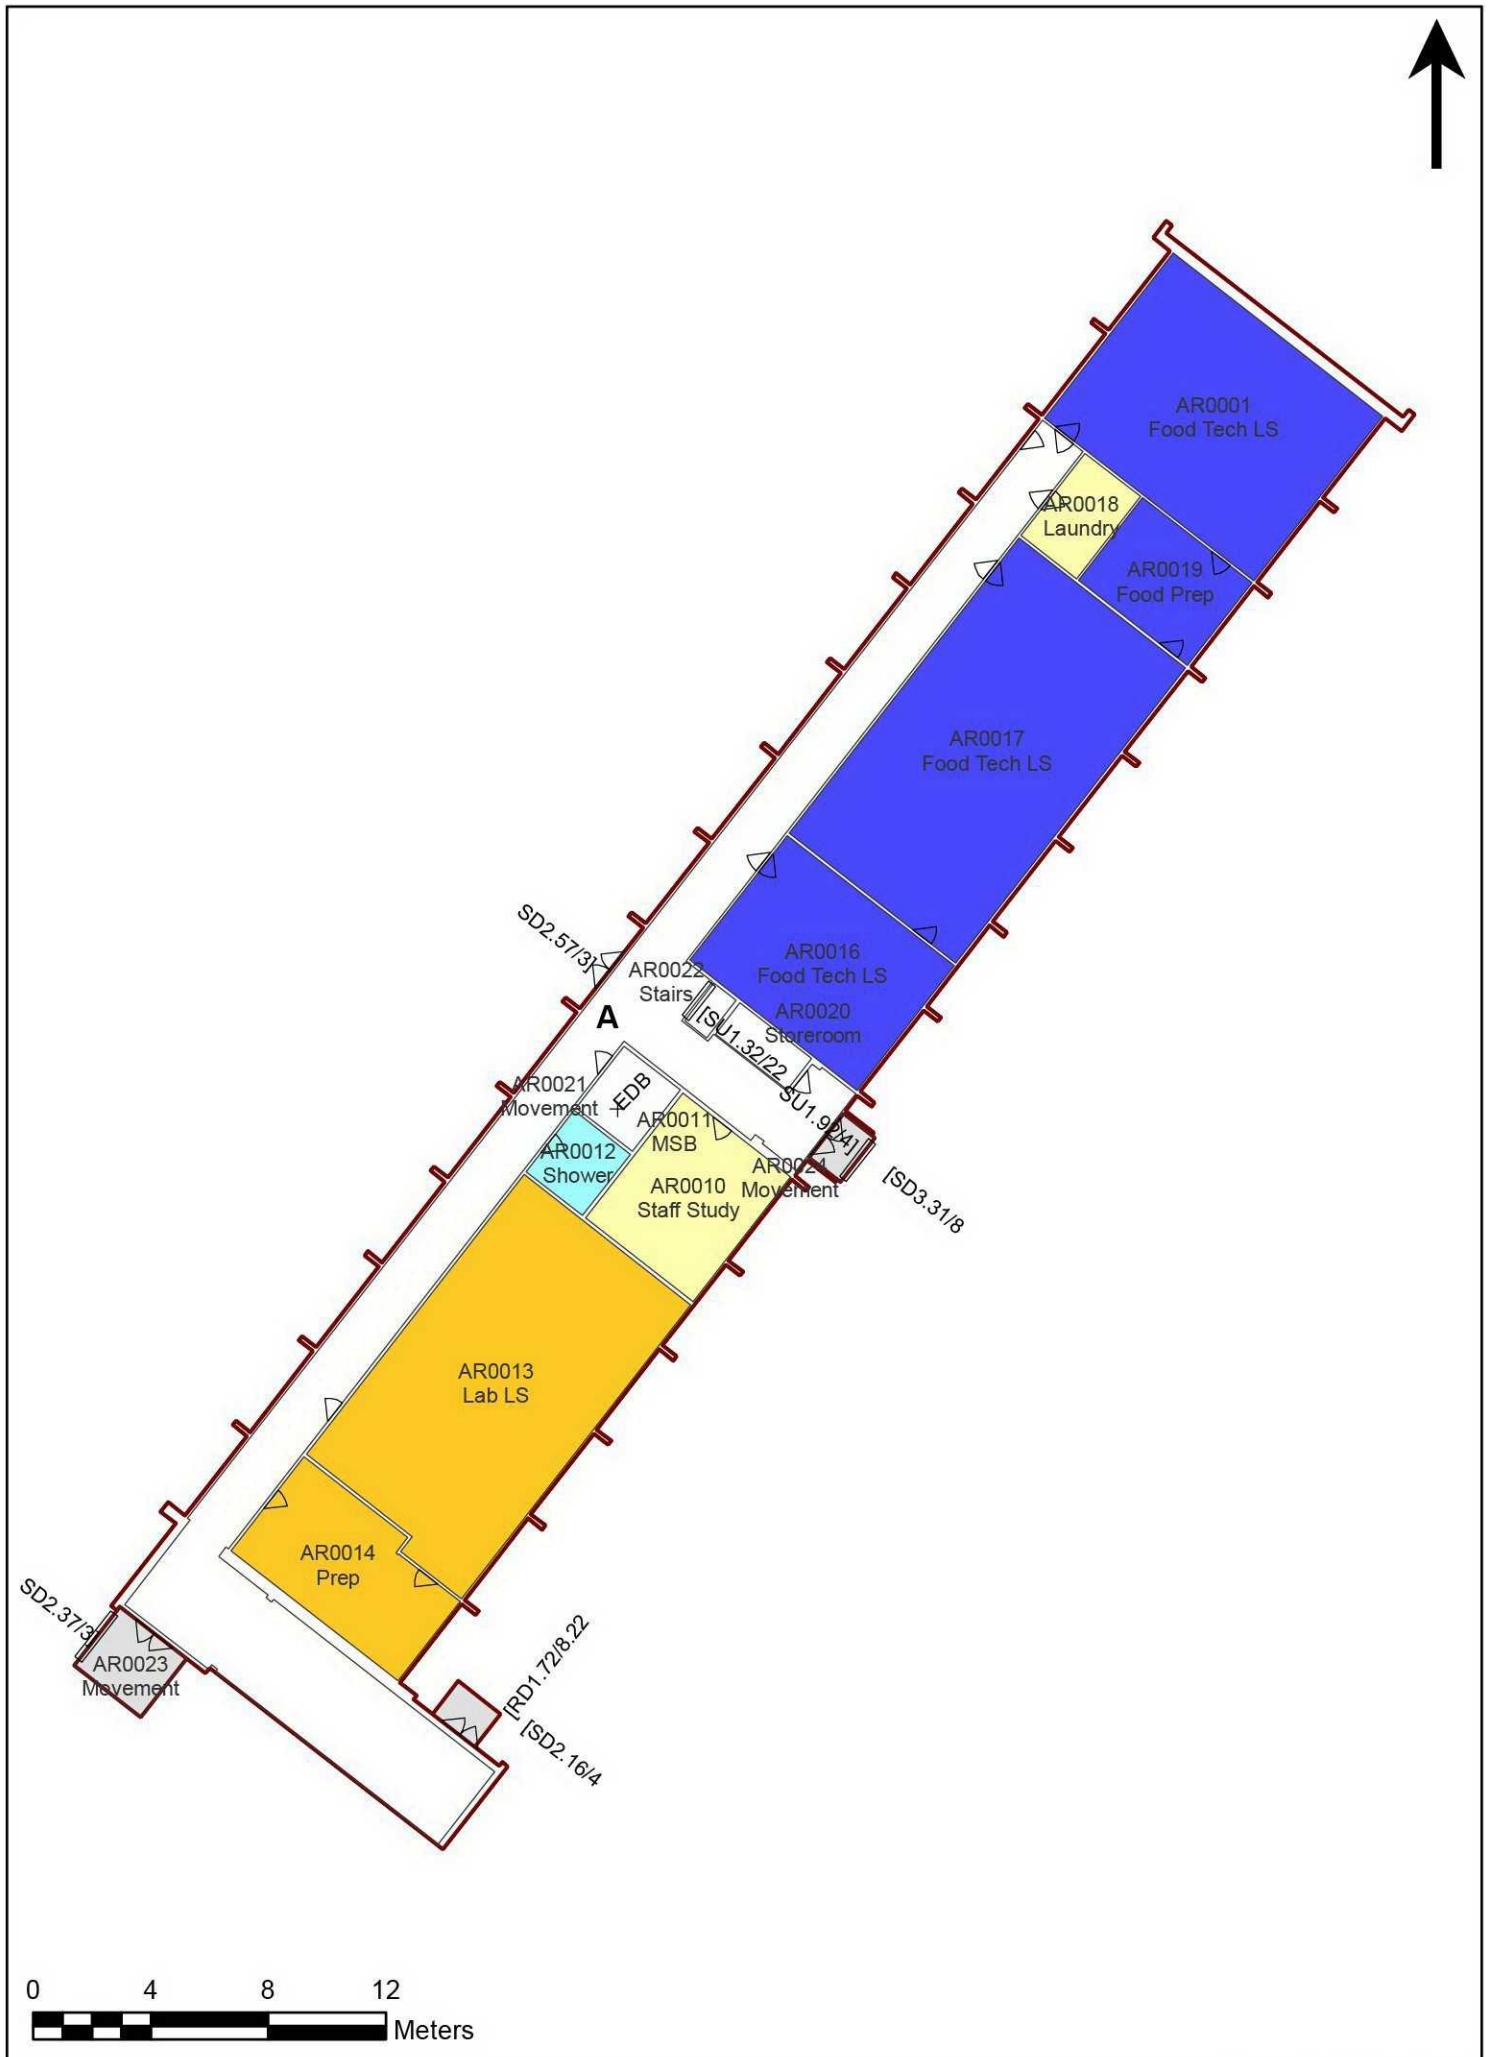 AR0001
Food Tech LS
AR0018
Laundry
AR0019
Food Prep
AR0017
Food Tech LS
SD2.57/3]
AR0016
Food Tech LS
AR0022
Stairs
A
AR0020
Storeroom
[SU1.32/22
AR0021
Movement
EDB
AR0011
MSB
SU1.92/4]
AR0012
Shower
AR0010
Staff Study
AR0024
Movement
[SD3.31/8
AR0013
Lab LS
AR0014
Prep
SD2.37/3]
AR0023
Movement
[RD1.72/8.22
[SD2.16/4
0 4 8 12
Meters